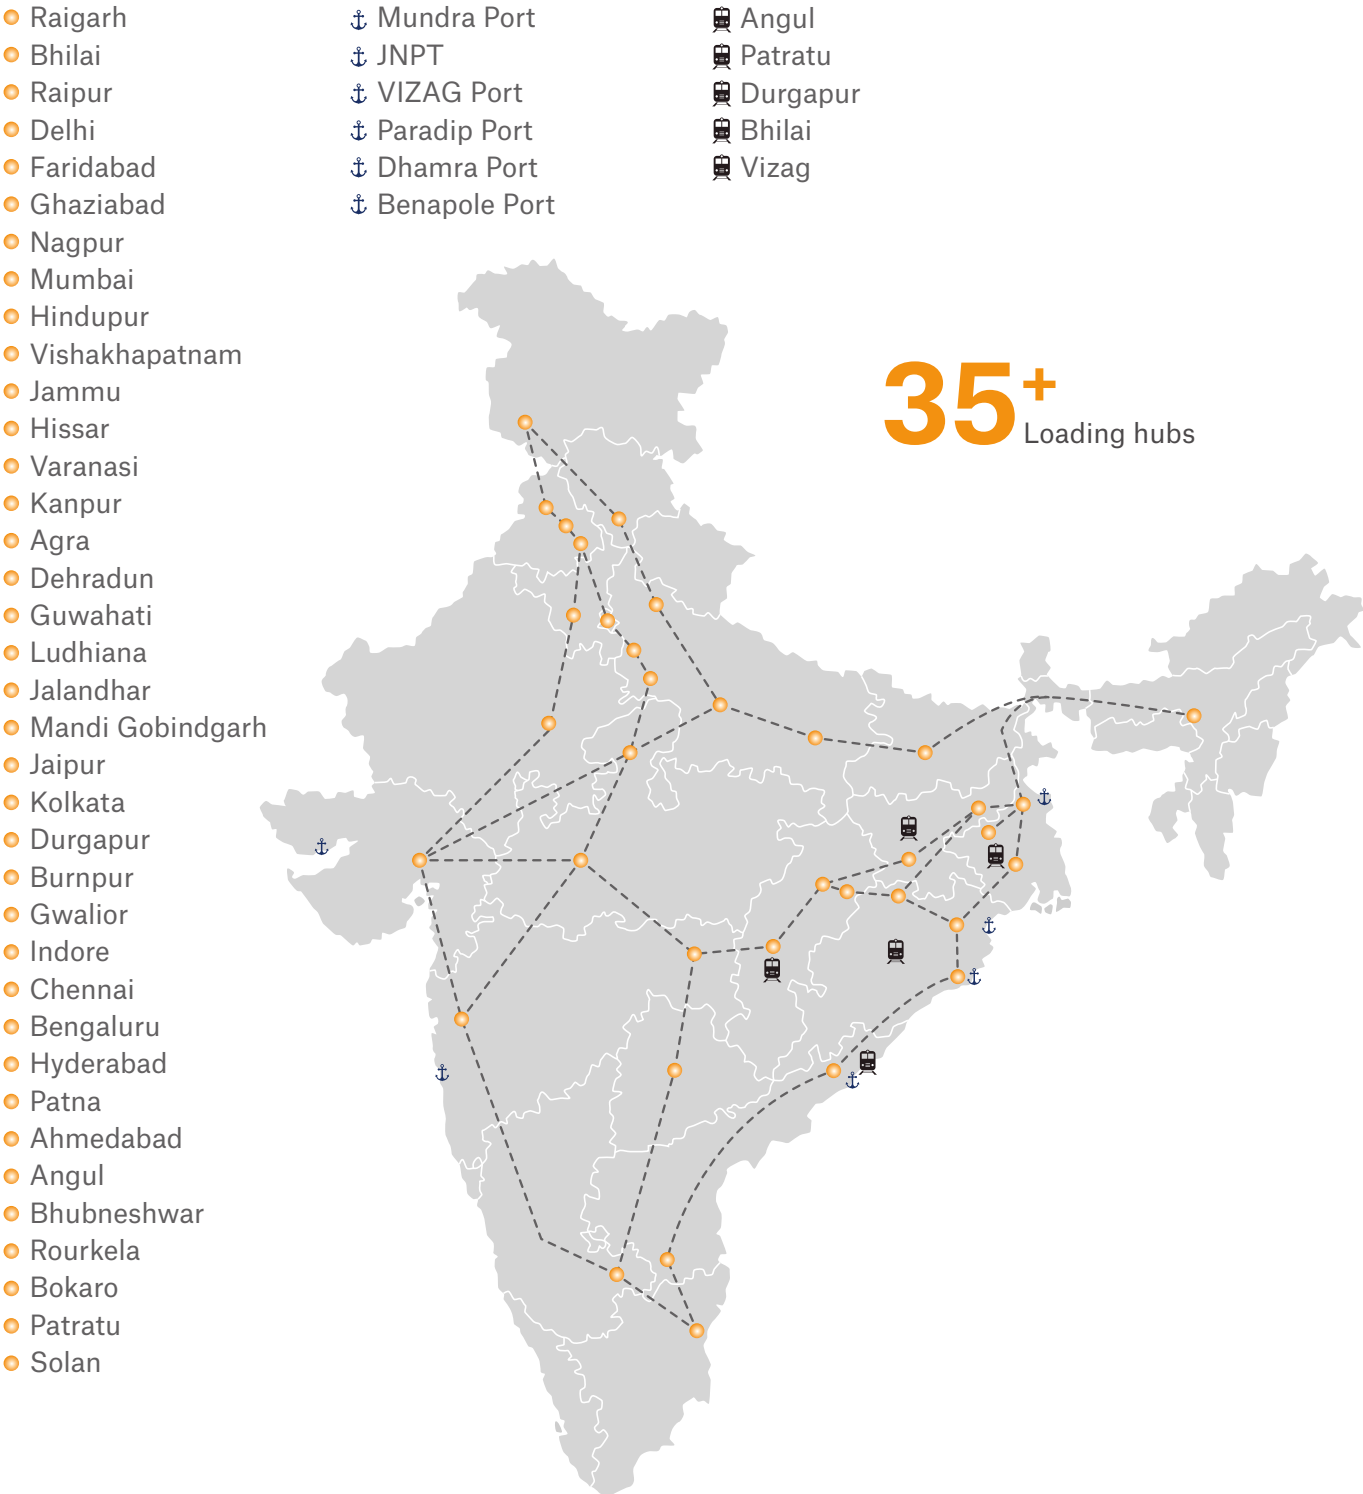 Raigarh
Bhilai
Raipur
Delhi
Faridabad
Ghaziabad
Nagpur
Mumbai
Hindupur
Vishakhapatnam
Jammu
Hissar
Varanasi
Kanpur
Agra
Dehradun
Guwahati
Ludhiana
Jalandhar
Mandi Gobindgarh
Jaipur
Kolkata
Durgapur
Burnpur
Gwalior
Indore
Chennai
Bengaluru
Hyderabad
Patna
Ahmedabad
Angul
Bhubneshwar
Rourkela
Bokaro
Patratu
Solan
Mundra Port
JNPT
VIZAG Port
Paradip Port
Dhamra Port
Benapole Port
Angul
Patratu
Durgapur
Bhilai
Vizag
35+
Loading hubs